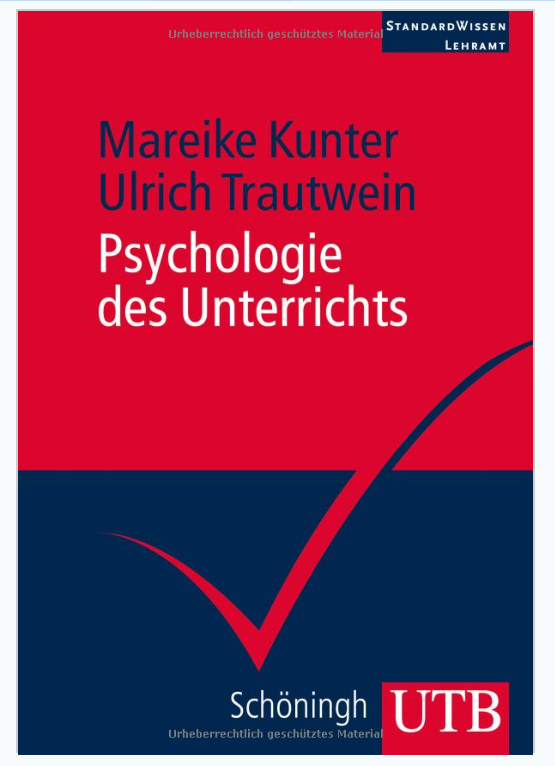 Urheberrechtlich geschütztes Material
STANDARDWISSEN
LEHRAMT
Mareike Kunter
Ulrich Trautwein
Psychologie
des Unterrichts
Schöningh
UTB
Urheberrechtlich geschütztes Material